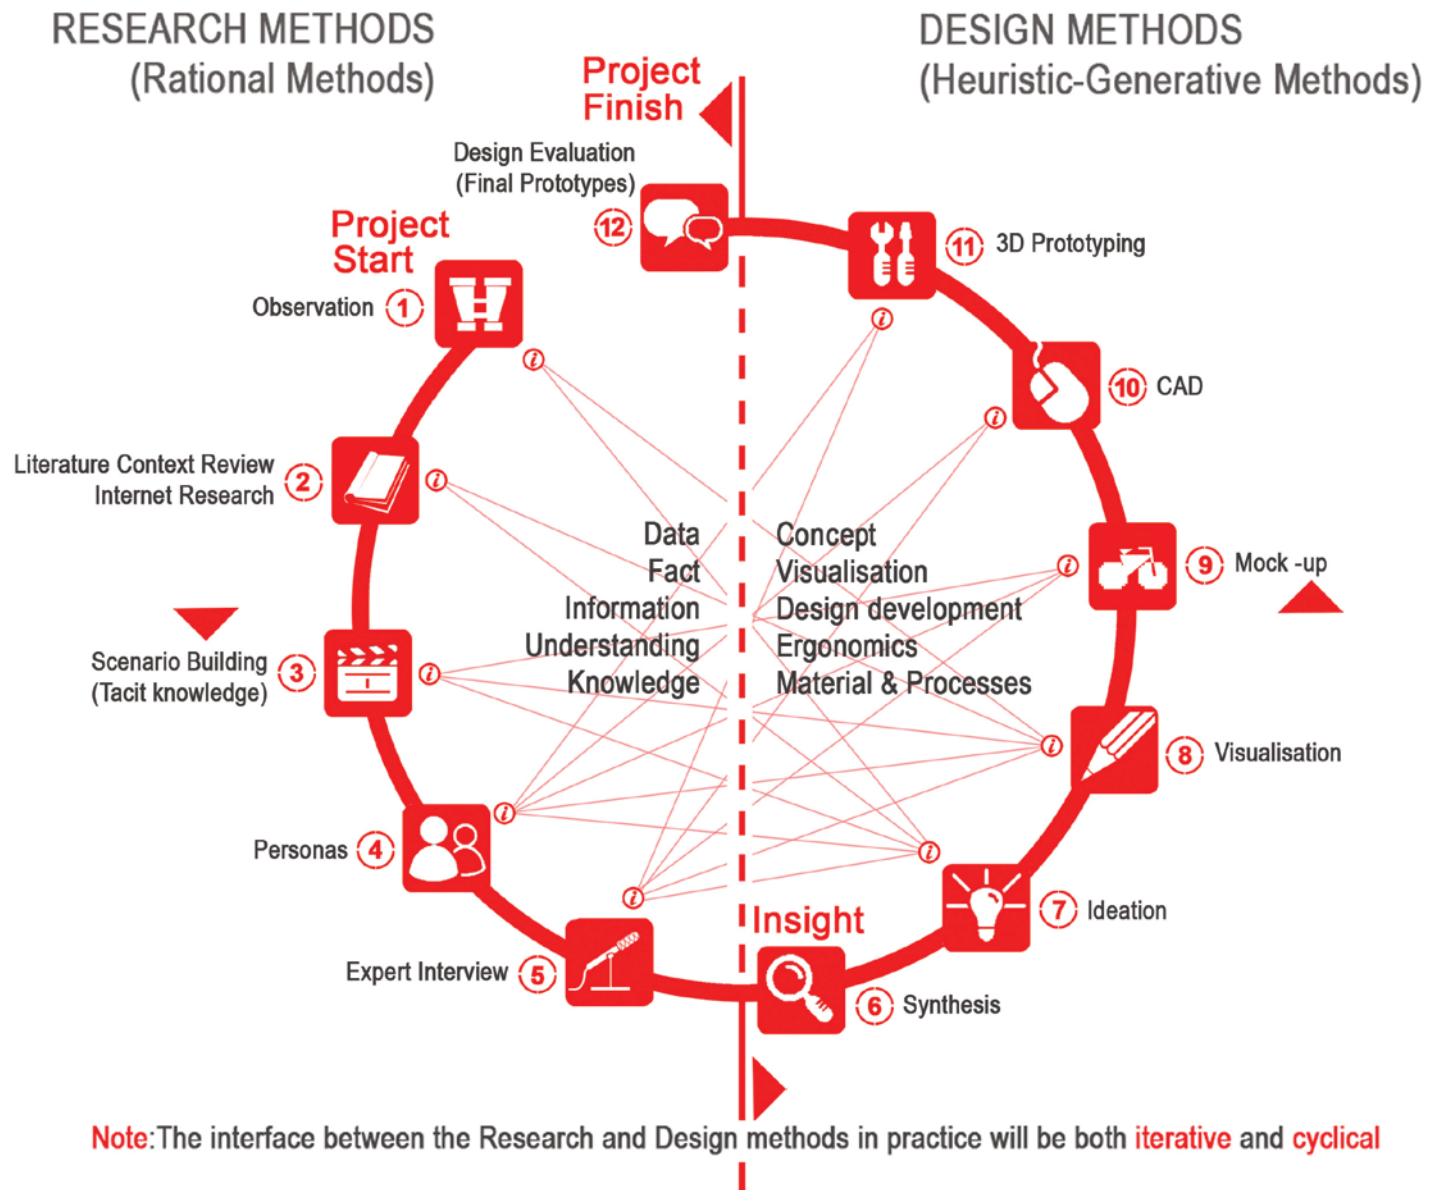 RESEARCH METHODS
(Rational Methods)
DESIGN METHODS
(Heuristic-Generative Methods)
Project
Finish
Design Evaluation
(Final Prototypes)
12
Project
Start
Observation 1
Literature Context Review
Internet Research
2
Scenario Building
(Tacit knowledge)
3
Personas 4
Expert Interview 5
Insight
6 Synthesis
7 Ideation
8 Visualisation
9 Mock -up
10 CAD
11 3D Prototyping
i
i
i
i
i
i
i
i
i
i
Data
Fact
Information
Understanding
Knowledge
Concept
Visualisation
Design development
Ergonomics
Material & Processes
Note:The interface between the Research and Design methods in practice will be both iterative and cyclical